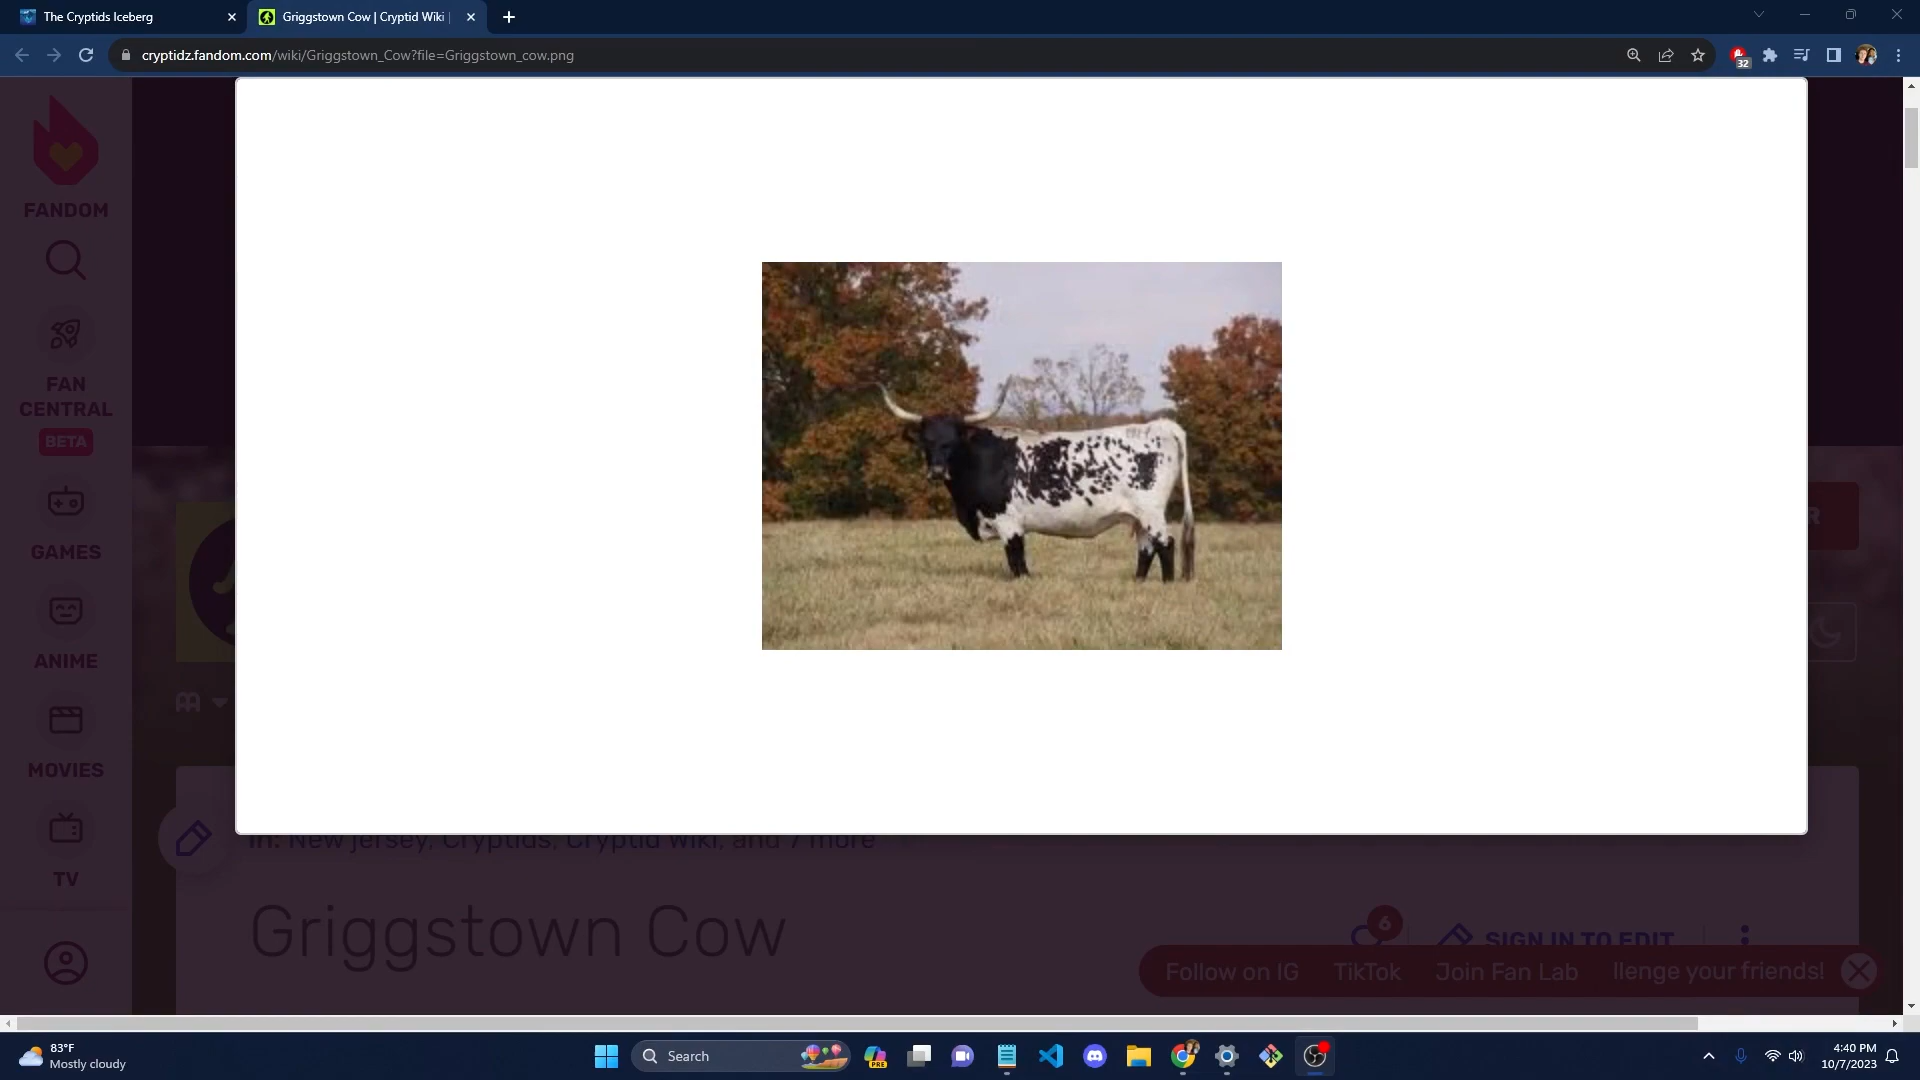 The Cryptids Iceberg
Griggstown Cow | Cryptid Wiki |
cryptidz.fandom.com/wiki/Griggstown_Cow?file=Griggstown_cow.png
32
FANDOM
FAN
CENTRAL
BETA
GAMES
ANIME
MOVIES
TV
R
in: New Jersey, Cryptids, Cryptid Wiki, and 7 more
Griggstown Cow
6
SIGN IN TO EDIT
Follow on IG
TikTok
Join Fan Lab
llenge your friends!
83°F
Mostly cloudy
Search
PRE
4:40 PM
10/7/2023